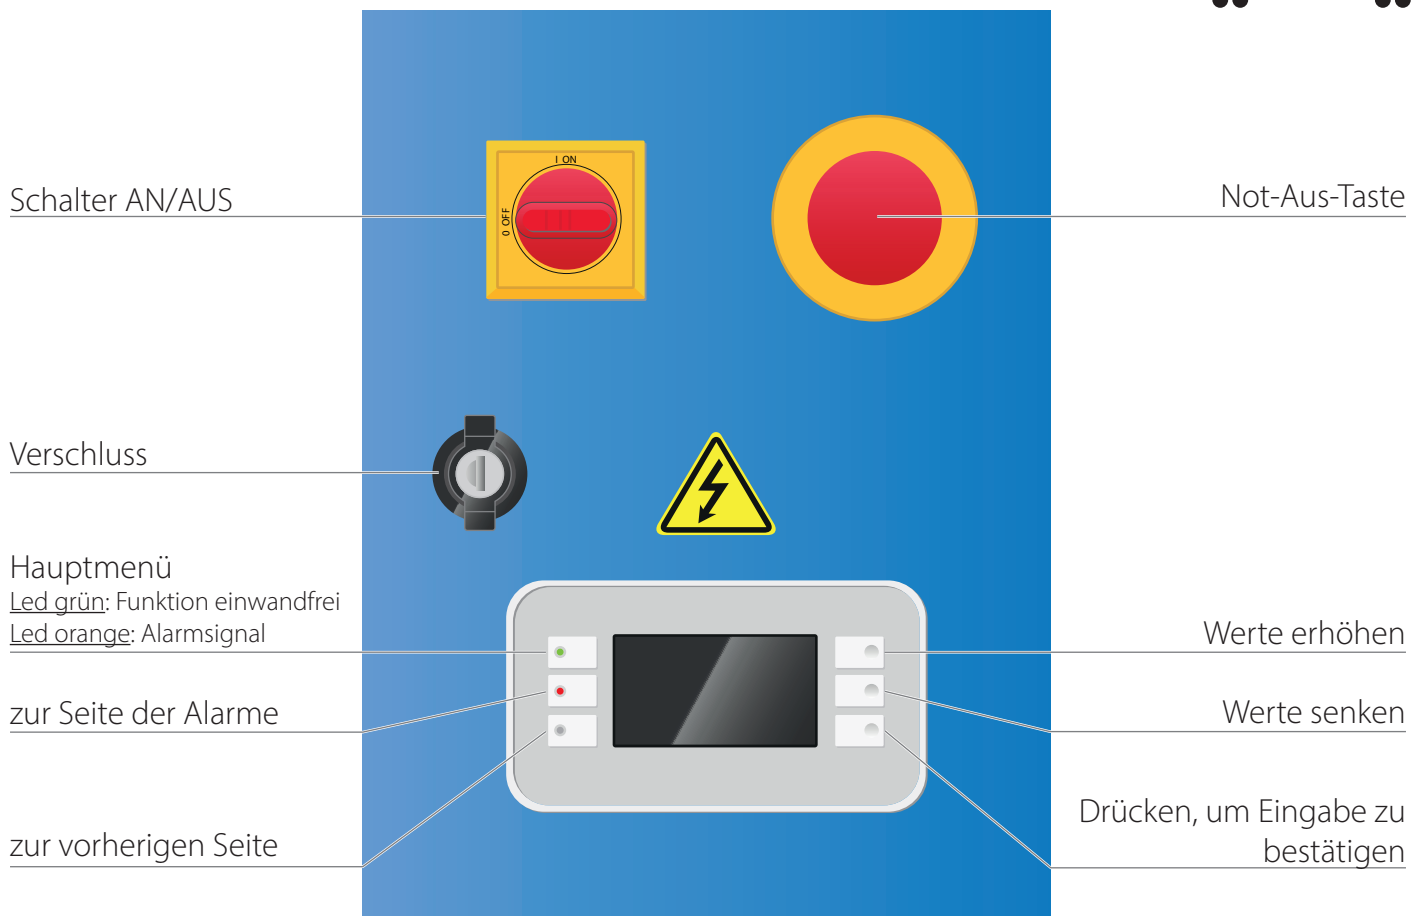 I ON
0 OFF
Schalter AN/AUS
Not-Aus-Taste
Verschluss
Hauptmenü
Led grün: Funktion einwandfrei
Led orange: Alarmsignal
zur Seite der Alarme
zur vorherigen Seite
Werte erhöhen
Werte senken
Drücken, um Eingabe zu
bestätigen